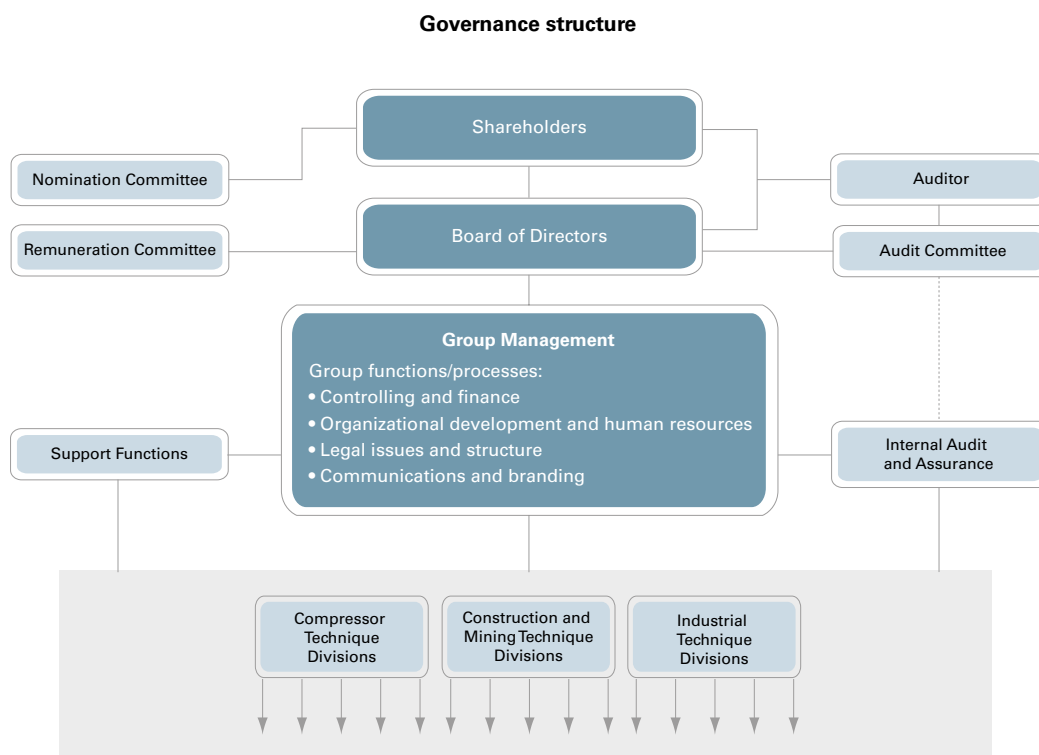 Governance structure
Shareholders
Nomination Committee
Auditor
Board of Directors
Remuneration Committee
Audit Committee
Group Management
Group functions/processes:
• Controlling and finance
• Organizational development and human resources
• Legal issues and structure
• Communications and branding
Support Functions
Internal Audit
and Assurance
Compressor
Technique
Divisions
Construction and
Mining Technique
Divisions
Industrial
Technique
Divisions